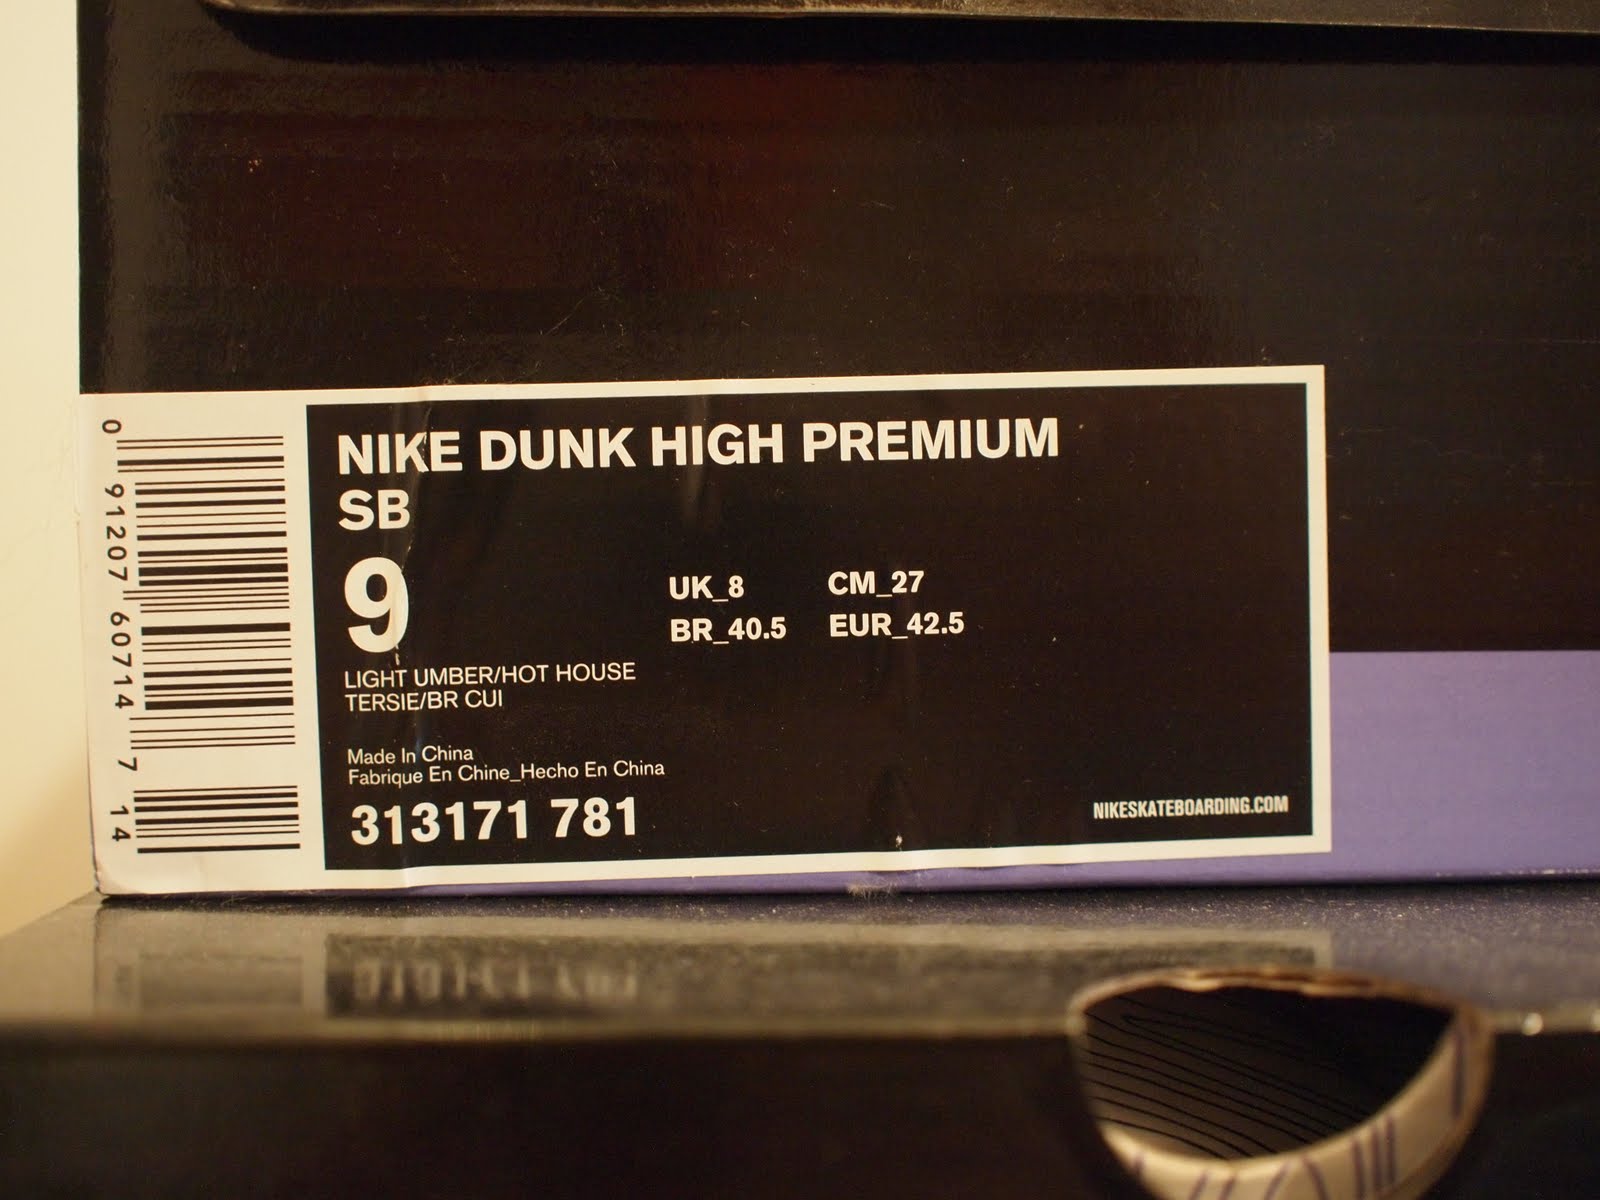 NIKE DUNK HIGH PREMIUM
SB
9
UK_8 CM_27
BR_40.5 EUR_42.5
LIGHT UMBER/HOT HOUSE
TERSIE/BR CUI
Made In China
Fabrique En Chine_Hecho En China
313171 781
NIKESKATEBOARDING.COM
0 91207 60714 7 14